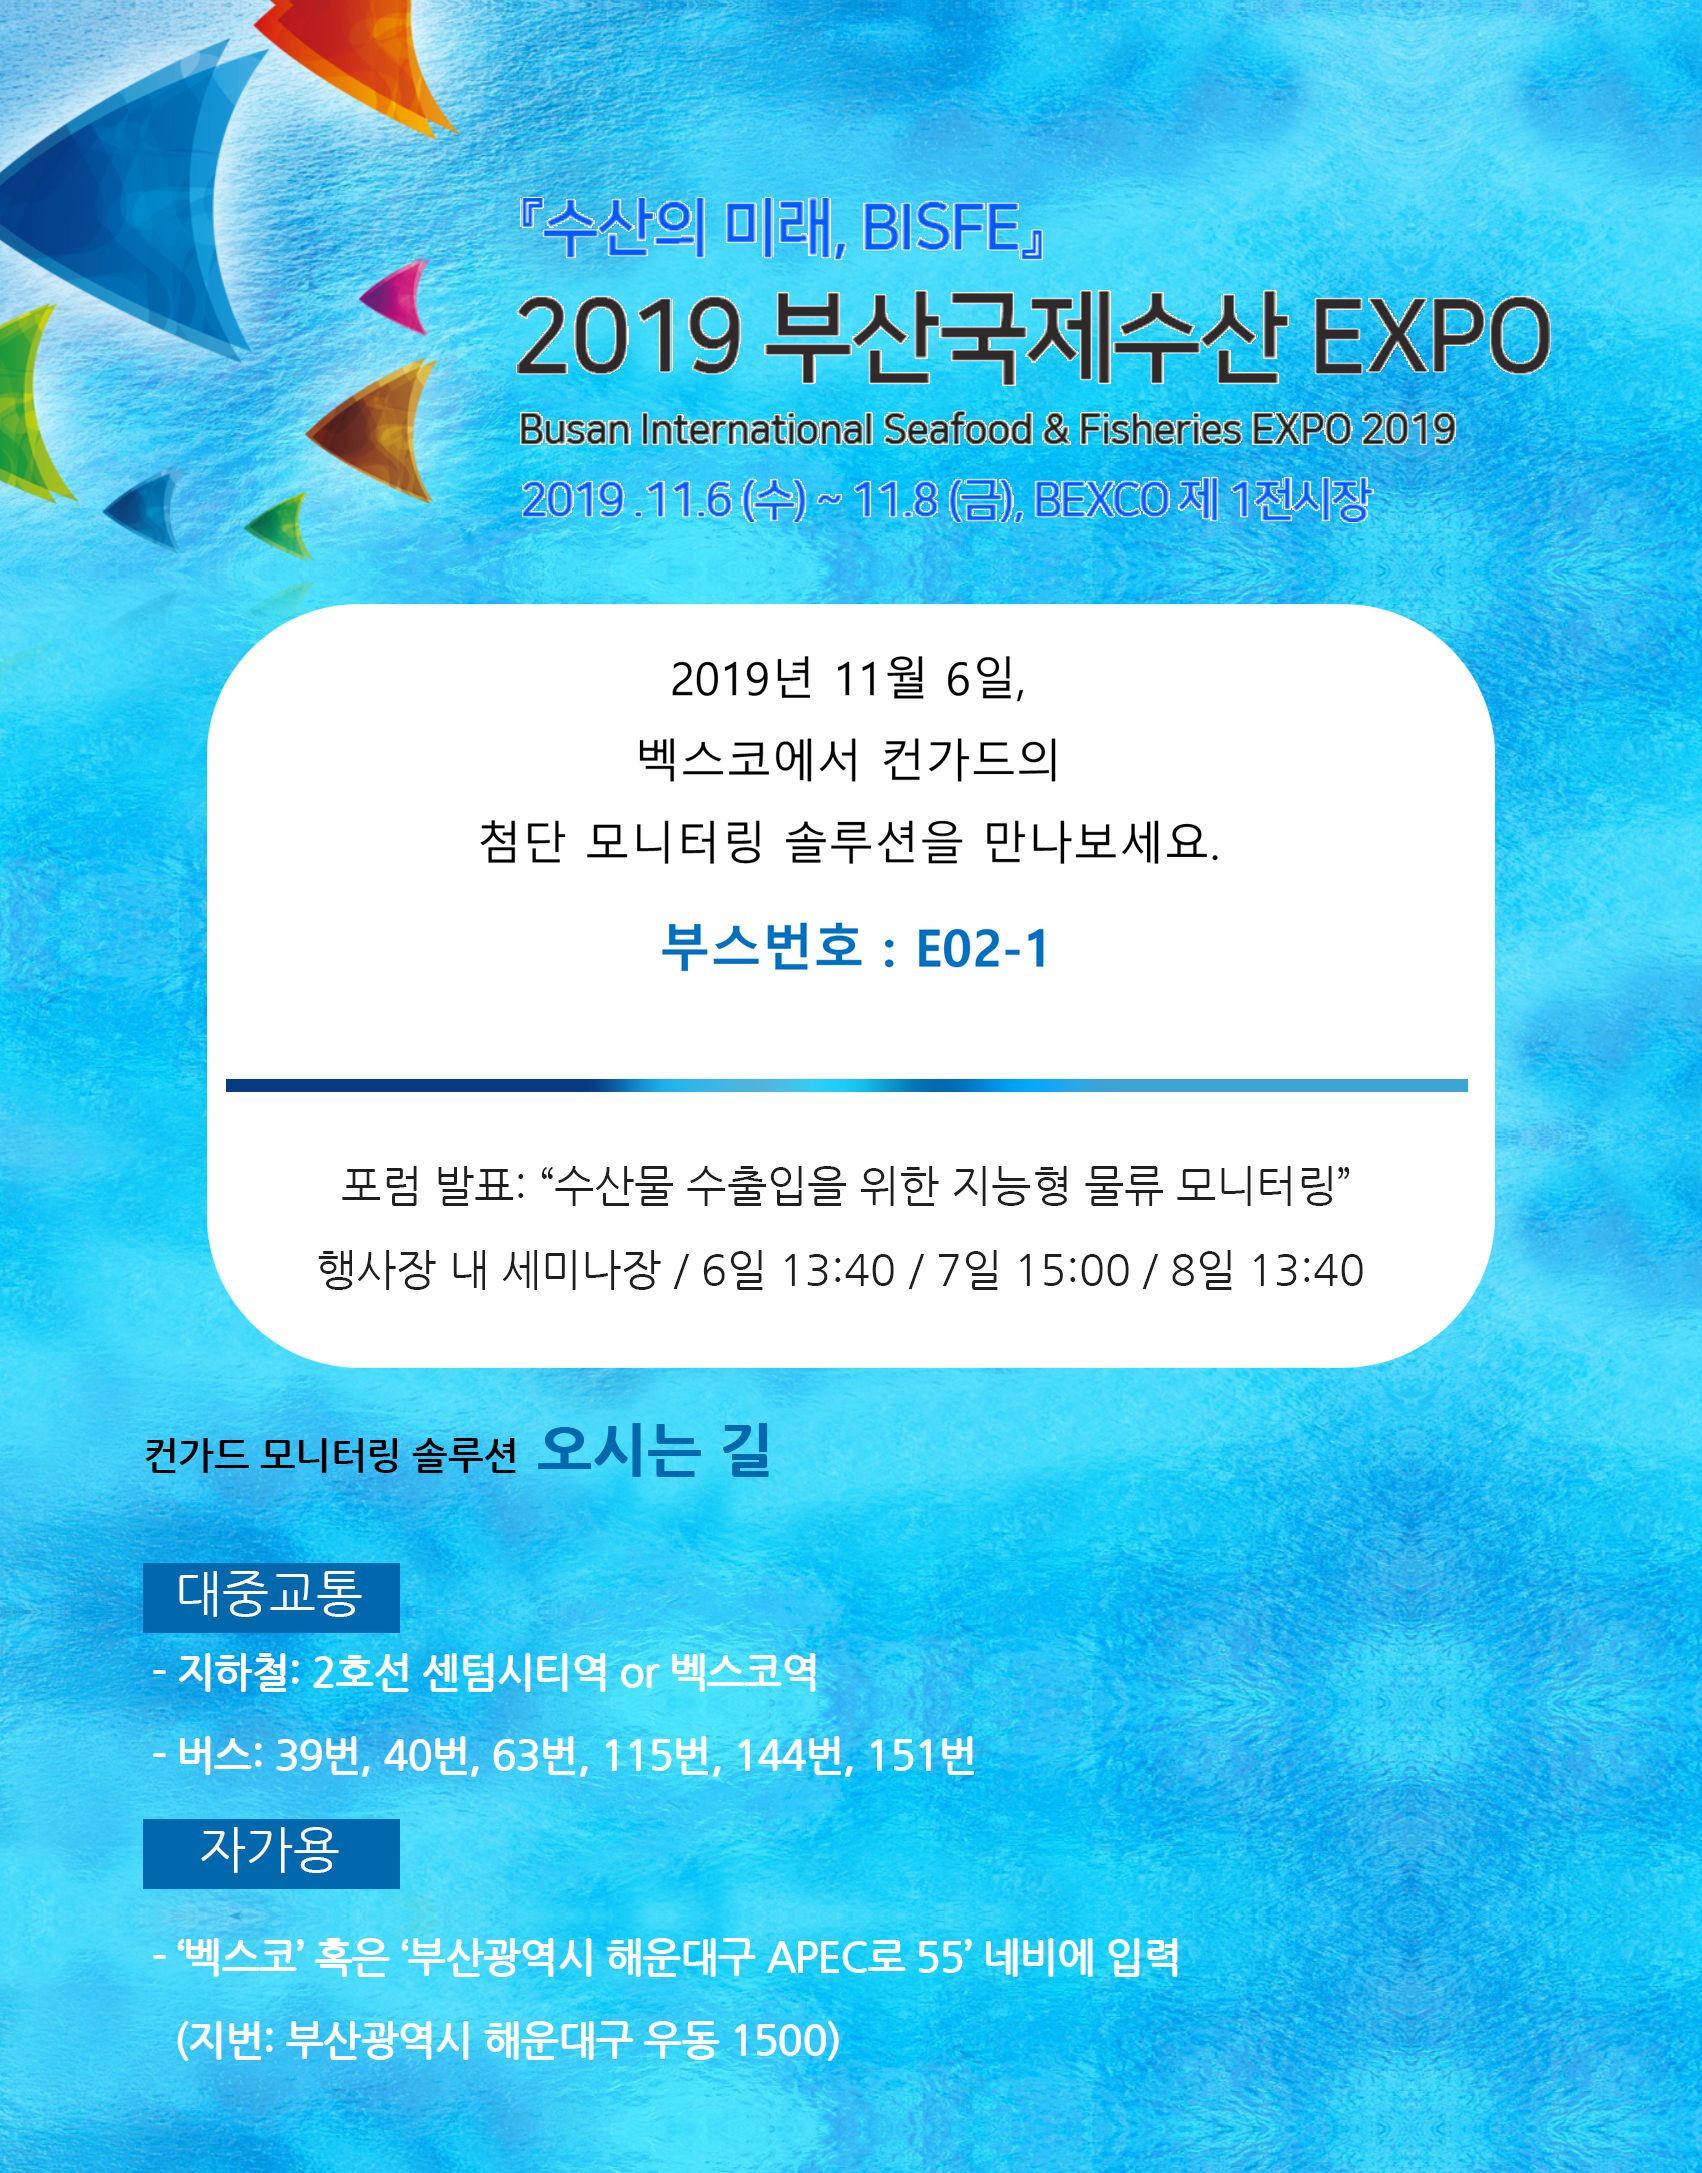 『수산의 미래, BISFE』
2019 부산국제수산 EXPO
Busan International Seafood & Fisheries EXPO 2019
2019 .11.6 (수) ~ 11.8 (금), BEXCO 제 1전시장
2019년 11월 6일,
벡스코에서 컨가드의
첨단 모니터링 솔루션을 만나보세요.
부스번호 : E02-1
포럼 발표: “수산물 수출입을 위한 지능형 물류 모니터링”
행사장 내 세미나장 / 6일 13:40 / 7일 15:00 / 8일 13:40
컨가드 모니터링 솔루션 오시는 길
대중교통
- 지하철: 2호선 센텀시티역 or 벡스코역
- 버스: 39번, 40번, 63번, 115번, 144번, 151번
자가용
- ‘벡스코’ 혹은 ‘부산광역시 해운대구 APEC로 55’ 네비에 입력
(지번: 부산광역시 해운대구 우동 1500)